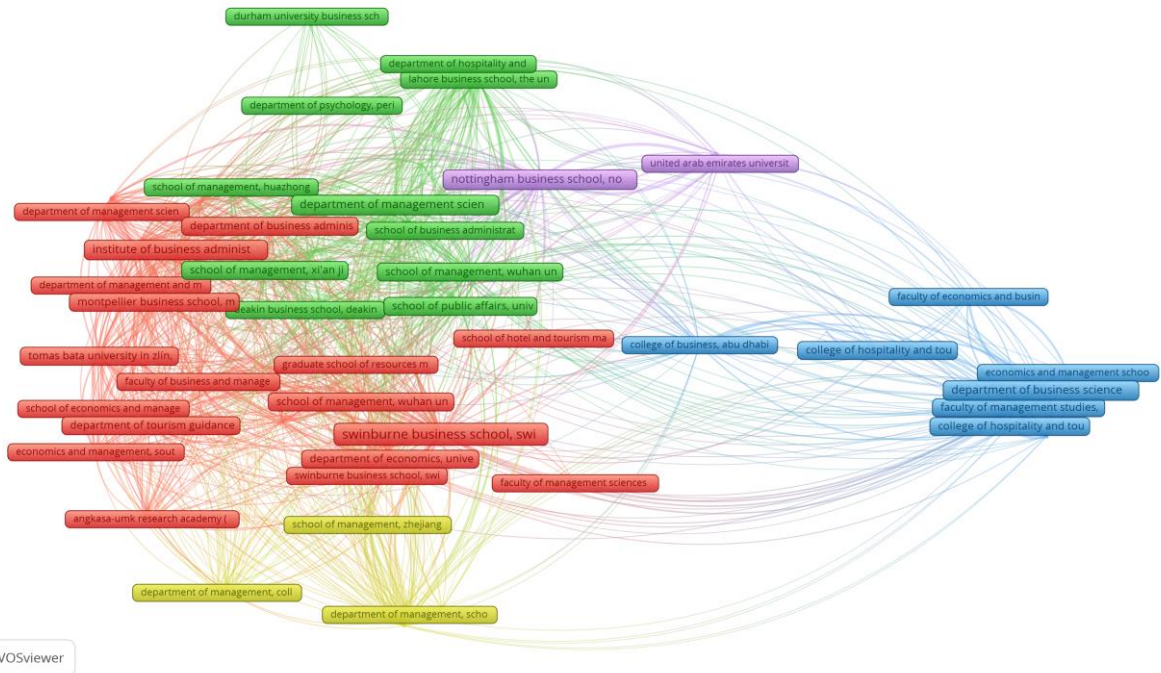 durham university business sch
department of hospitality and
lahore business school, the un
department of psychology, peri
united arab emirates universit
nottingham business school, no
school of management, huazhong
department of management scien
department of management scien
department of business adminis
school of business administrat
institute of business administ
school of management, xi'an ji
school of management, wuhan un
department of management and m
faculty of economics and busin
montpellier business school, m
deakin business school, deakin
school of public affairs, univ
school of hotel and tourism ma
college of business, abu dhabi
college of hospitality and tou
tomas bata university in zlín,
graduate school of resources m
economics and management schoo
faculty of business and manage
department of business science
school of management, wuhan un
school of economics and manage
faculty of management studies,
department of tourism guidance
college of hospitality and tou
swinburne business school, swi
economics and management, sout
department of economics, unive
swinburne business school, swi
faculty of management sciences
angkasa-umk research academy (
school of management, zhejiang
department of management, coll
department of management, scho
VOSviewer